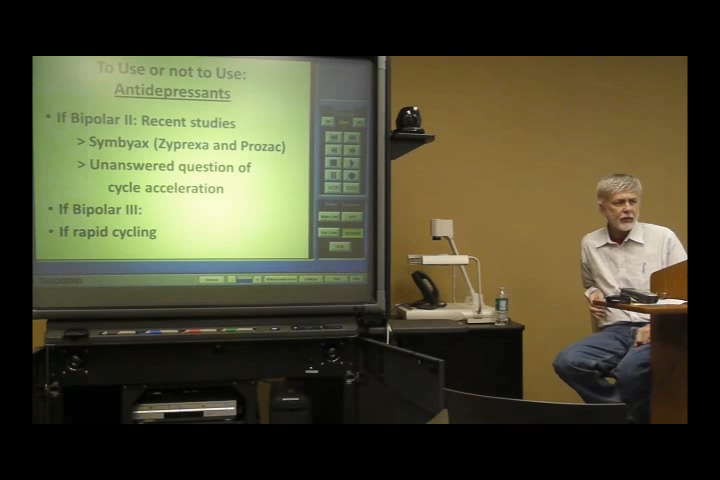 To Use or not to Use:
Antidepressants
• If Bipolar II: Recent studies
> Symbyax (Zyprexa and Prozac)
> Unanswered question of
cycle acceleration
• If Bipolar III:
• If rapid cycling
TANDBERG